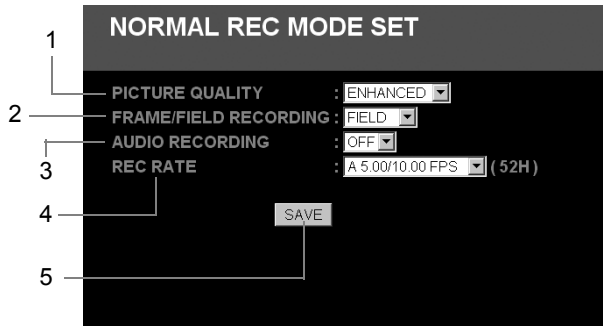 NORMAL REC MODE SET
1
PICTURE QUALITY : ENHANCED
2
FRAME/FIELD RECORDING : FIELD
3
AUDIO RECORDING : OFF
4
REC RATE : A 5.00/10.00 FPS ( 52H )
5
SAVE